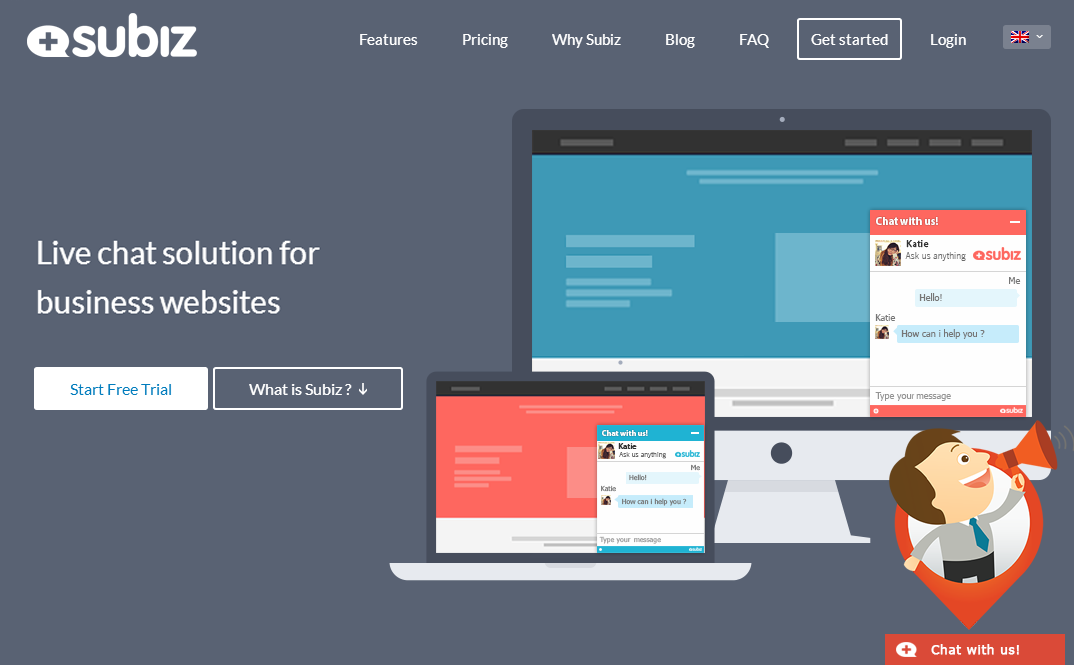 subiz
Features
Pricing
Why Subiz
Blog
FAQ
Get started
Login
Live chat solution for
business websites
Start Free Trial
What is Subiz ? ↓
Chat with us!
Katie
Ask us anything
subiz
Me
Hello!
Katie
How can i help you ?
Type your message
subiz
Chat with us!
Katie
Ask us anything
subiz
Me
Hello!
Katie
How can i help you ?
Type your message
subiz
Chat with us!